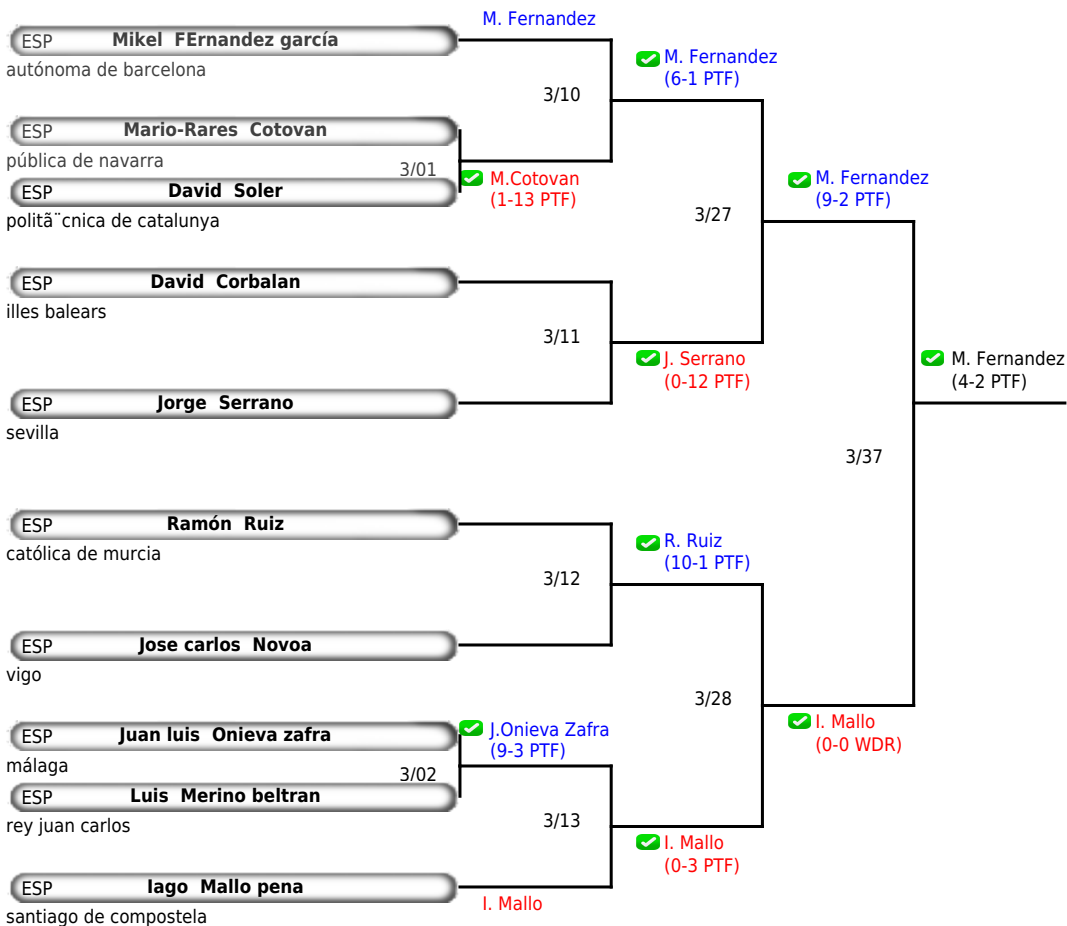 M. Fernandez
ESP Mikel FErnandez garcía
autónoma de barcelona
M. Fernandez
(6-1 PTF)
3/10
ESP Mario-Rares Cotovan
pública de navarra
3/01
M.Cotovan
(1-13 PTF)
ESP David Soler
politã¨cnica de catalunya
M. Fernandez
(9-2 PTF)
3/27
ESP David Corbalan
illes balears
3/11
J. Serrano
(0-12 PTF)
M. Fernandez
(4-2 PTF)
ESP Jorge Serrano
sevilla
3/37
ESP Ramón Ruiz
católica de murcia
R. Ruiz
(10-1 PTF)
3/12
ESP Jose carlos Novoa
vigo
3/28
I. Mallo
(0-0 WDR)
ESP Juan luis Onieva zafra
málaga
J.Onieva Zafra
(9-3 PTF)
3/02
ESP Luis Merino beltran
rey juan carlos
3/13
I. Mallo
(0-3 PTF)
ESP Iago Mallo pena
santiago de compostela
I. Mallo